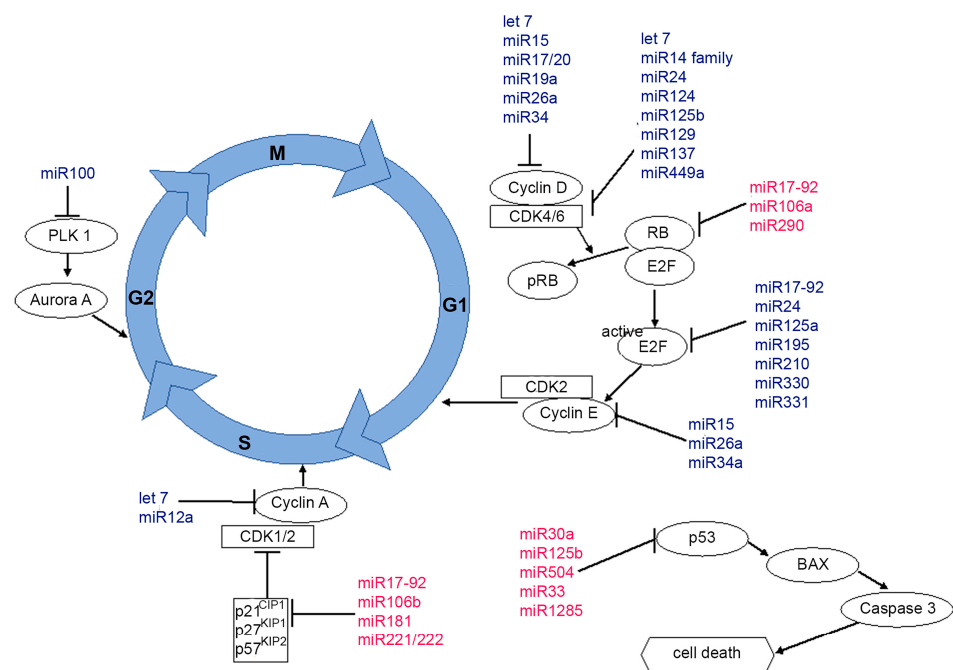 let 7
miR15
miR17/20
miR19a
miR26a
miR34
let 7
miR14 family
miR24
miR124
miR125b
miR129
miR137
miR449a
M
miR100
PLK 1
Aurora A
G2
G1
S
Cyclin D
CDK4/6
miR17-92
miR106a
miR290
RB
E2F
pRB
active
E2F
miR17-92
miR24
miR125a
miR195
miR210
miR330
miR331
CDK2
Cyclin E
miR15
miR26a
miR34a
let 7
miR12a
Cyclin A
CDK1/2
p21CIP1
p27KIP1
p57KIP2
miR17-92
miR106b
miR181
miR221/222
miR30a
miR125b
miR504
miR33
miR1285
p53
BAX
Caspase 3
cell death